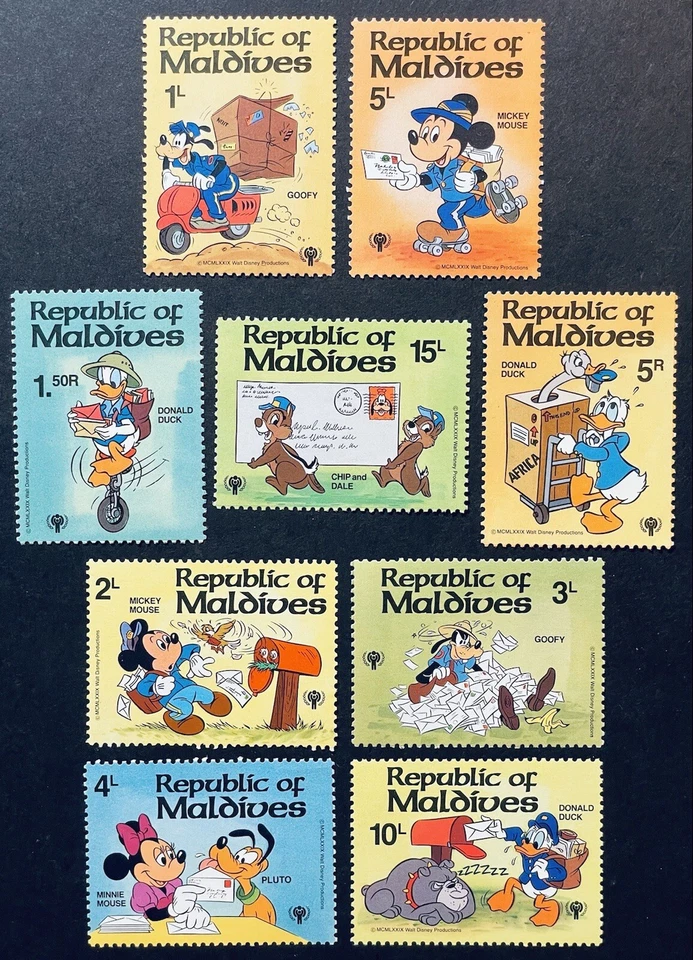 Republic of
Maldives
1L
GOOFY
© MCMLXXIX Walt Disney Productions
Republic of
Maldives
5L
MICKEY
MOUSE
© MCMLXXIX Walt Disney Productions
Republic of
Maldives
1.50R
DONALD
DUCK
© MCMLXXIX Walt Disney Productions
Republic of
Maldives
15L
CHIP and
DALE
© MCMLXXIX Walt Disney Productions
Republic of
Maldives
5R
DONALD
DUCK
THIS END UP
AFRICA
© MCMLXXIX Walt Disney Productions
2L
Republic of
Maldives
MICKEY
MOUSE
© MCMLXXIX Walt Disney Productions
Republic of
Maldives
3L
GOOFY
© MCMLXXIX Walt Disney Productions
4L
Republic of
Maldives
MINNIE
MOUSE
PLUTO
© MCMLXXIX Walt Disney Productions
Republic of
Maldives
10L
DONALD
DUCK
zZZZZZ
© MCMLXXIX Walt Disney Productions